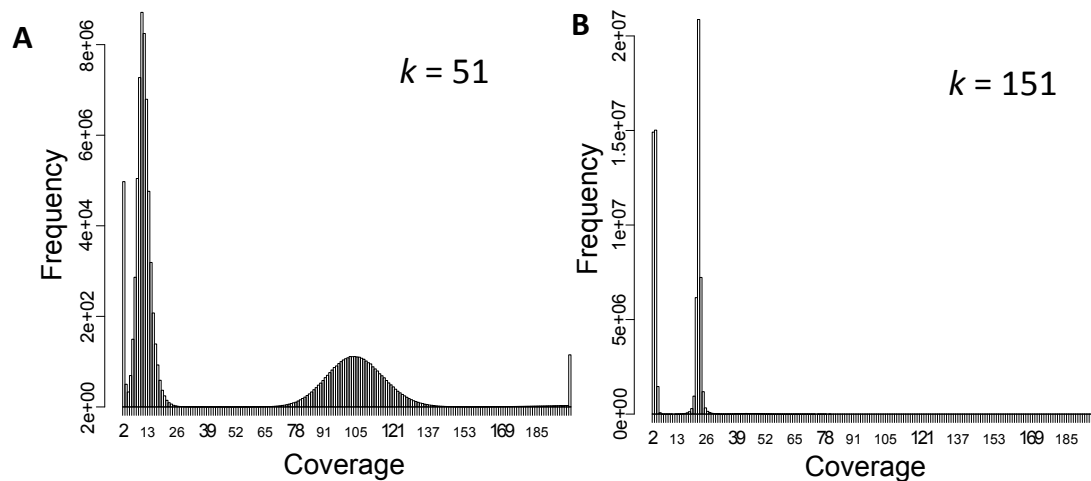 A
k = 51
Frequency
8e+06
6e+06
4e+04
2e+02
2e+00
2 13 26 39 52 65 78 91 105 121 137 153 169 185
Coverage
B
k = 151
Frequency
2e+07
1.5e+07
1e+07
5e+06
0e+00
2 13 26 39 52 65 78 91 105 121 137 153 169 185
Coverage